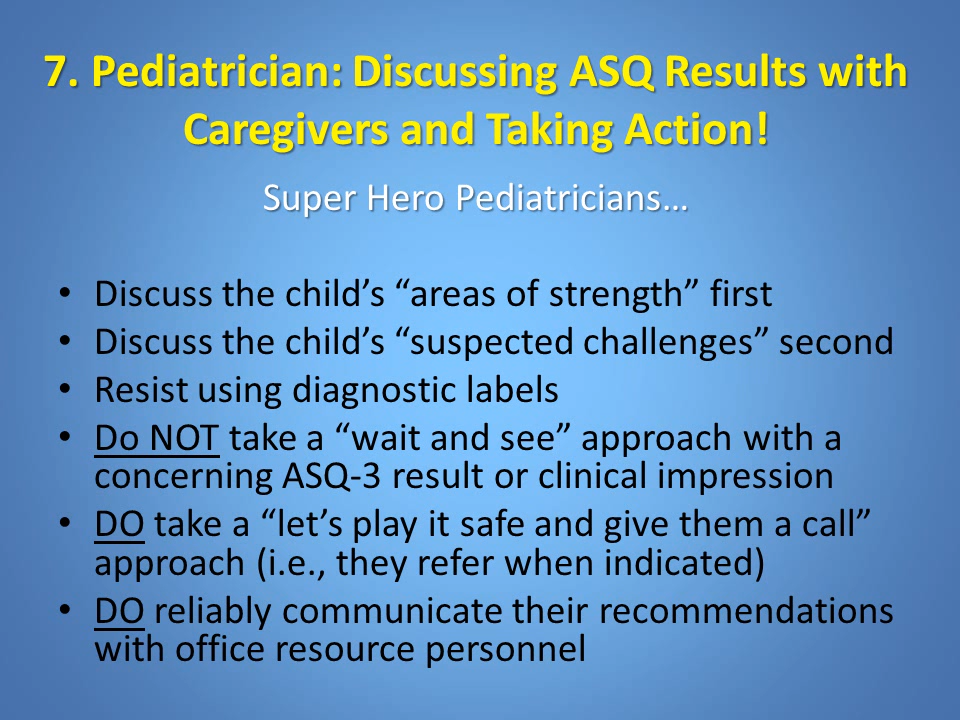 7. Pediatrician: Discussing ASQ Results with
Caregivers and Taking Action!
Super Hero Pediatricians…
• Discuss the child’s “areas of strength” first
• Discuss the child’s “suspected challenges” second
• Resist using diagnostic labels
• Do NOT take a “wait and see” approach with a
concerning ASQ-3 result or clinical impression
• DO take a “let’s play it safe and give them a call”
approach (i.e., they refer when indicated)
• DO reliably communicate their recommendations
with office resource personnel